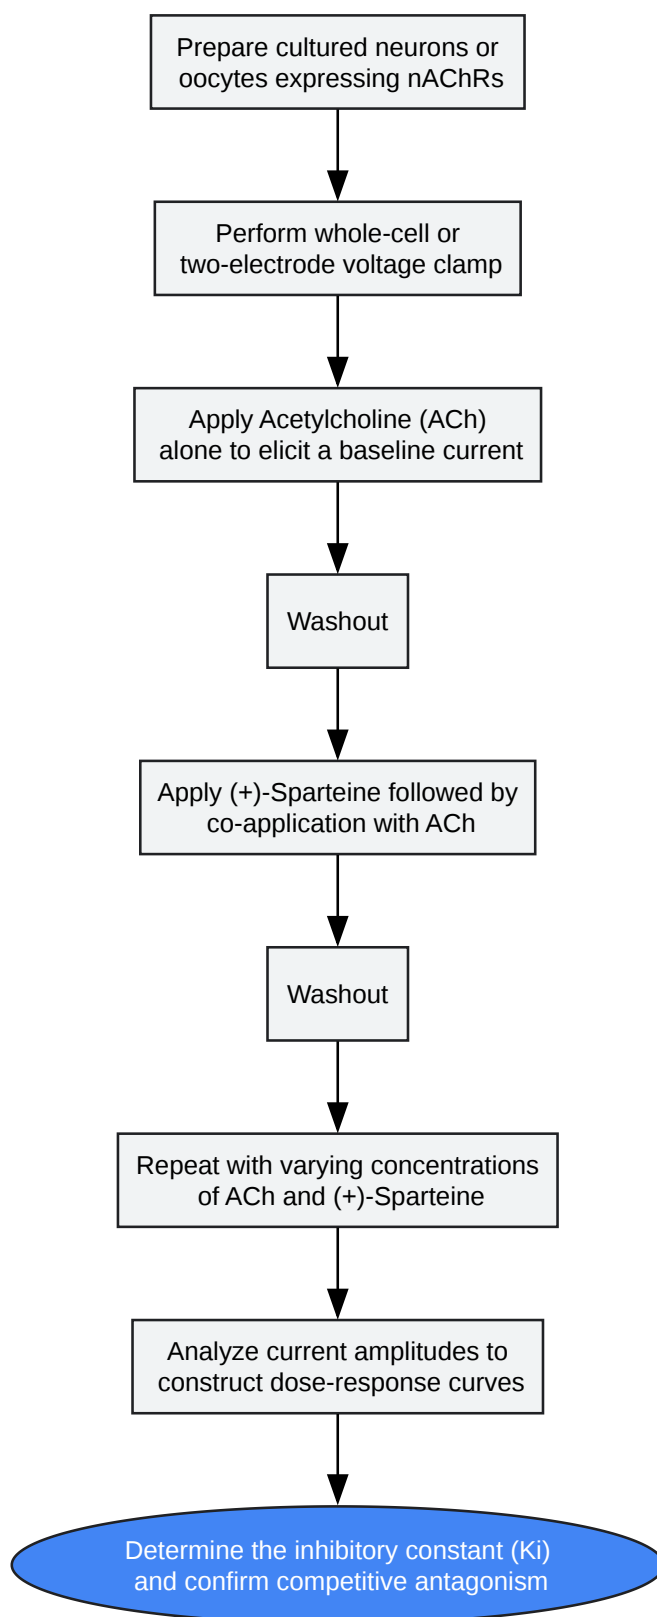 Prepare cultured neurons or
oocytes expressing nAChRs
Perform whole-cell or
two-electrode voltage clamp
Apply Acetylcholine (ACh)
alone to elicit a baseline current
Washout
Apply (+)-Sparteine followed by
co-application with ACh
Washout
Repeat with varying concentrations
of ACh and (+)-Sparteine
Analyze current amplitudes to
construct dose-response curves
Determine the inhibitory constant (Ki)
and confirm competitive antagonism